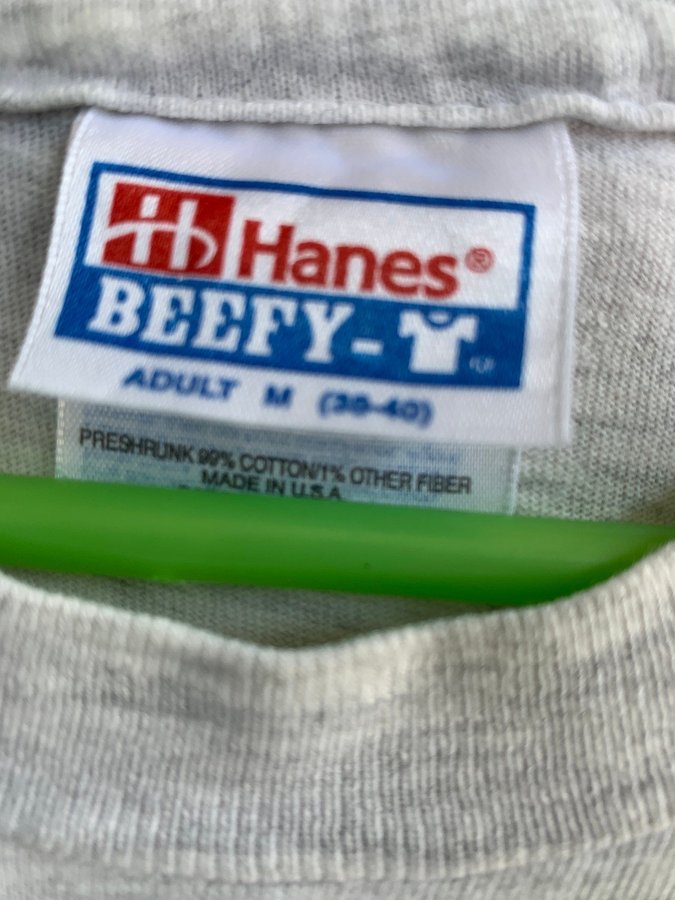 Hanes®
BEEFY-
ADULT M (38-40)
PRESHRUNK 99% COTTON/1% OTHER FIBER
MADE IN U.S.A.